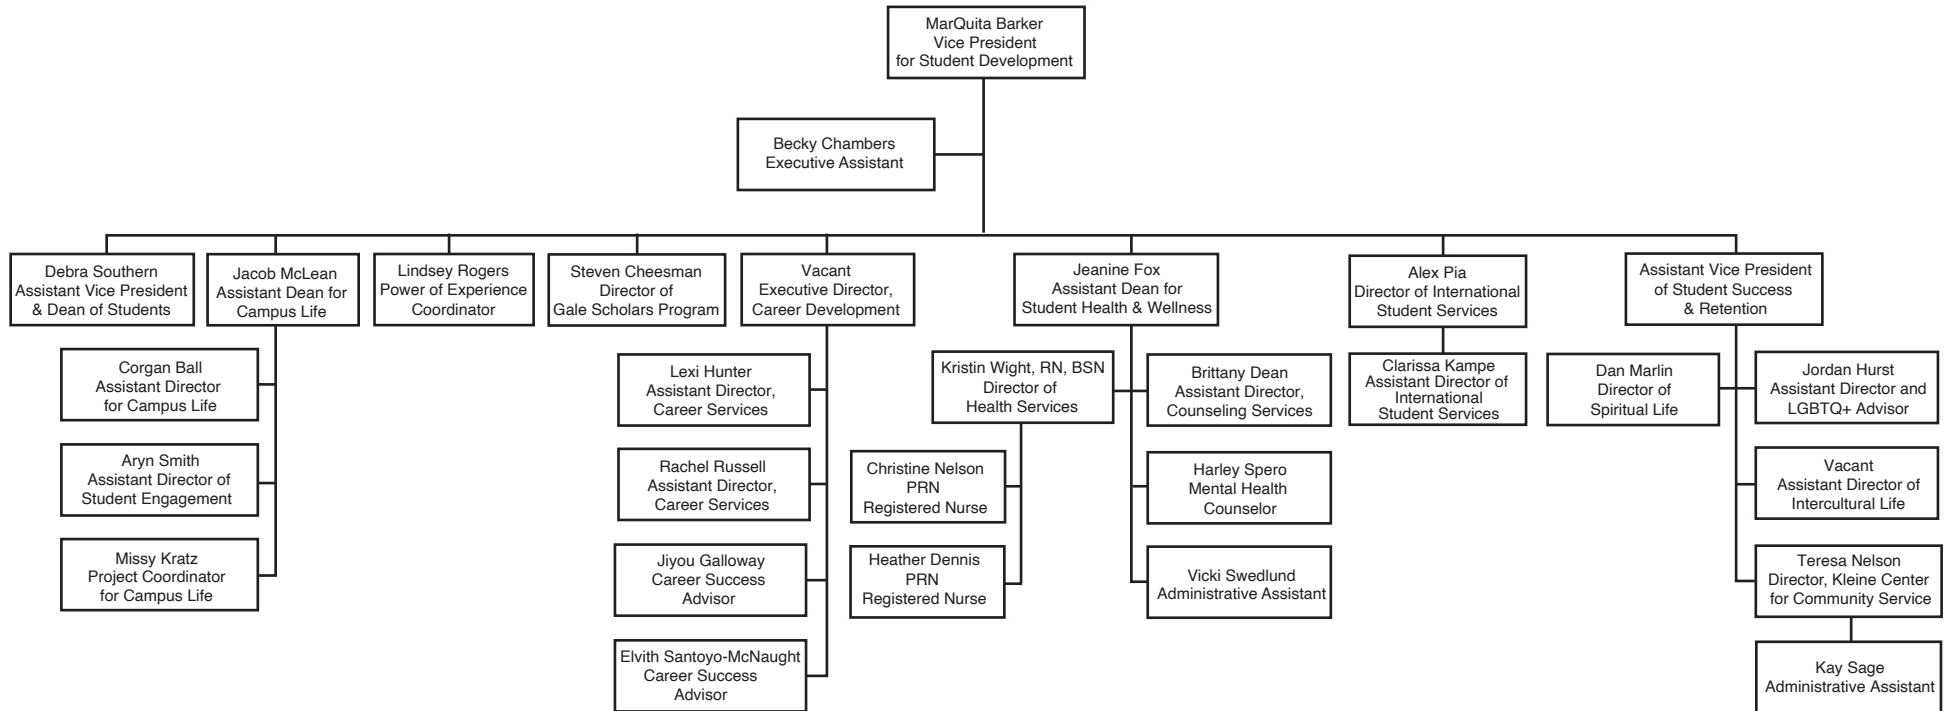 MarQuita Barker
Vice President
for Student Development
Becky Chambers
Executive Assistant
Debra Southern
Assistant Vice President
& Dean of Students
Jacob McLean
Assistant Dean for
Campus Life
Lindsey Rogers
Power of Experience
Coordinator
Steven Cheesman
Director of
Gale Scholars Program
Vacant
Executive Director,
Career Development
Jeanine Fox
Assistant Dean for
Student Health & Wellness
Alex Pia
Director of International
Student Services
Assistant Vice President
of Student Success
& Retention
Corgan Ball
Assistant Director
for Campus Life
Aryn Smith
Assistant Director of
Student Engagement
Missy Kratz
Project Coordinator
for Campus Life
Lexi Hunter
Assistant Director,
Career Services
Rachel Russell
Assistant Director,
Career Services
Jiyou Galloway
Career Success
Advisor
Elvith Santoyo-McNaught
Career Success
Advisor
Kristin Wight, RN, BSN
Director of
Health Services
Christine Nelson
PRN
Registered Nurse
Heather Dennis
PRN
Registered Nurse
Brittany Dean
Assistant Director,
Counseling Services
Harley Spero
Mental Health
Counselor
Vicki Swedlund
Administrative Assistant
Clarissa Kampe
Assistant Director of
International
Student Services
Dan Marlin
Director of
Spiritual Life
Jordan Hurst
Assistant Director and
LGBTQ+ Advisor
Vacant
Assistant Director of
Intercultural Life
Teresa Nelson
Director, Kleine Center
for Community Service
Kay Sage
Administrative Assistant